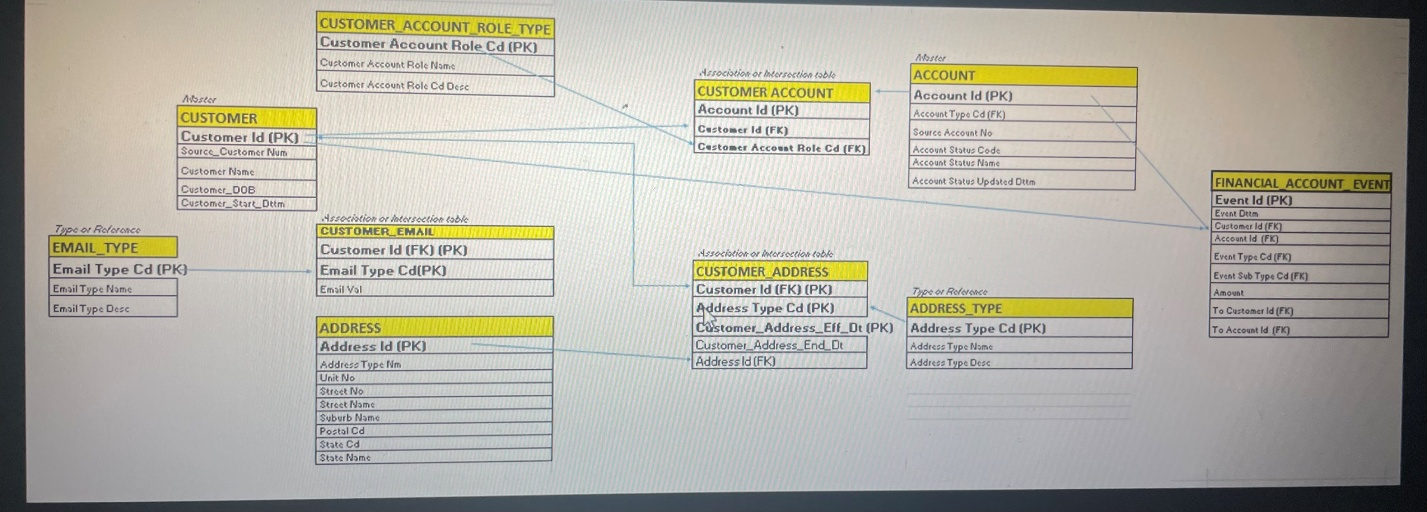 CUSTOMER_ACCOUNT_ROLE_TYPE
Customer Account Role Cd (PK)
Customer Account Role Name
Customer Account Role Cd Desc
Master
CUSTOMER
Customer Id (PK)
Source_Customer Num
Customer Name
Customer_DOB
Customer_Start_Dttm
Association or Intersection table
CUSTOMER ACCOUNT
Account Id (PK)
Customer Id (FK)
Customer Account Role Cd (FK)
Master
ACCOUNT
Account Id (PK)
Account Type Cd (FK)
Source Account No
Account Status Code
Account Status Name
Account Status Updated Dttm
FINANCIAL_ACCOUNT_EVENT
Event Id (PK)
Event Dttm
Customer Id (FK)
Account Id (FK)
Event Type Cd (FK)
Event Sub Type Cd (FK)
Amount
To Customer Id (FK)
To Account Id (FK)
Type or Reference
EMAIL_TYPE
Email Type Cd (PK)
Email Type Name
Email Type Desc
Association or Intersection table
CUSTOMER_EMAIL
Customer Id (FK) (PK)
Email Type Cd(PK)
Email Val
ADDRESS
Address Id (PK)
Address Type Nm
Unit No
Street No
Street Name
Suburb Name
Postal Cd
State Cd
State Name
Association or Intersection table
CUSTOMER_ADDRESS
Customer Id (FK) (PK)
Address Type Cd (PK)
Customer_Address_Eff_Dt (PK)
Customer_Address_End_Dt
Address Id (FK)
Type or Reference
ADDRESS_TYPE
Address Type Cd (PK)
Address Type Name
Address Type Desc